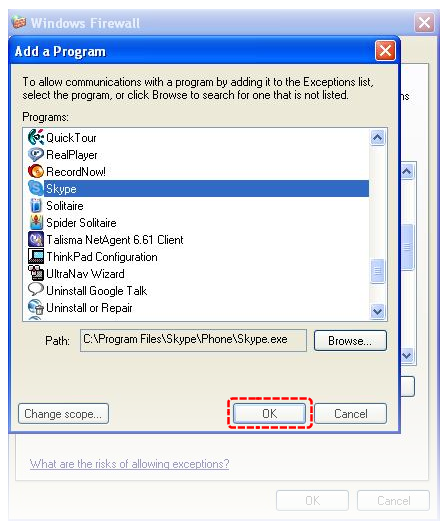 Windows Firewall
Add a Program
To allow communications with a program by adding it to the Exceptions list,
select the program, or click Browse to search for one that is not listed.
ns
Programs:
QuickTour
RealPlayer
RecordNow!
Skype
Solitaire
Spider Solitaire
Talisma NetAgent 6.61 Client
ThinkPad Configuration
UltraNav Wizard
Uninstall Google Talk
Uninstall or Repair
Path:
C:\Program Files\Skype\Phone\Skype.exe
Browse...
Change scope...
OK
Cancel
What are the risks of allowing exceptions?
OK
Cancel